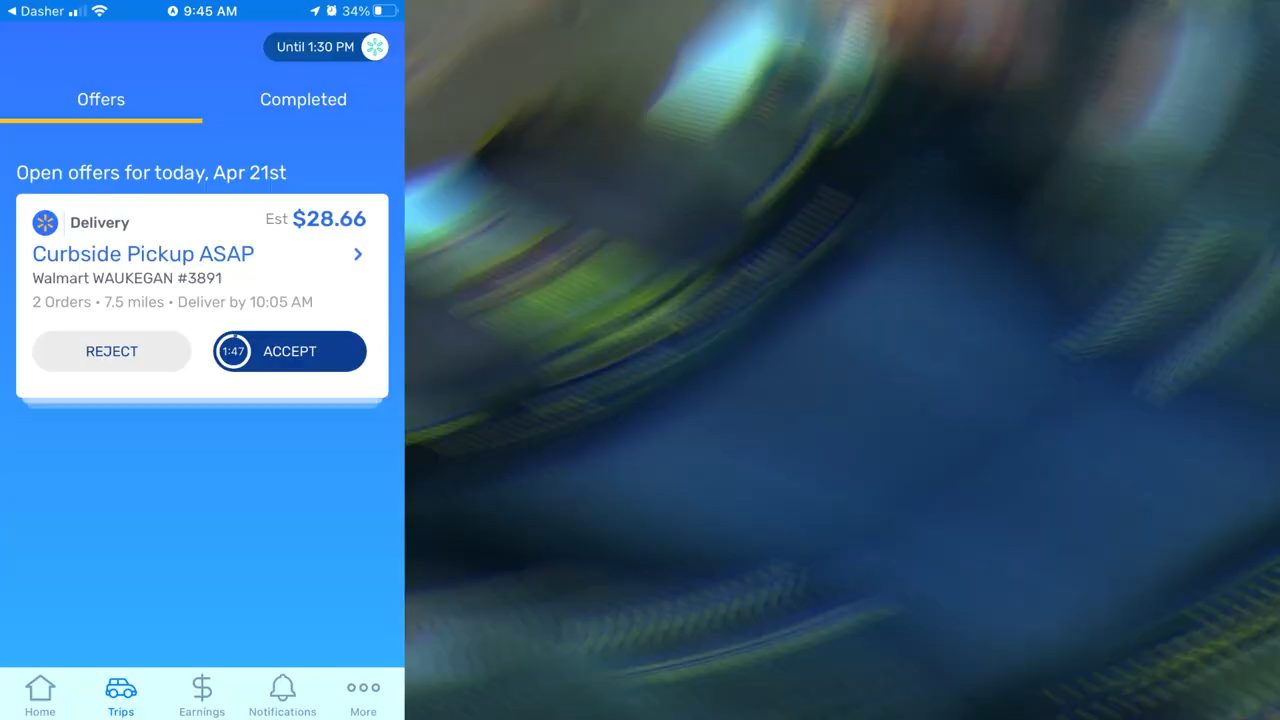 Dasher
9:45 AM
34%
Until 1:30 PM
Offers
Completed
Open offers for today, Apr 21st
Delivery
Est $28.66
Curbside Pickup ASAP
Walmart WAUKEGAN #3891
2 Orders • 7.5 miles • Deliver by 10:05 AM
REJECT
1:47
ACCEPT
Home
Trips
Earnings
Notifications
More